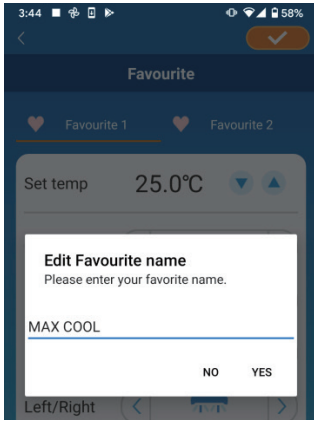 3:44 58%
Favourite
Favourite 1 Favourite 2
Set temp 25.0°C
Edit Favourite name
Please enter your favorite name.
MAX COOL
NO YES
Left/Right